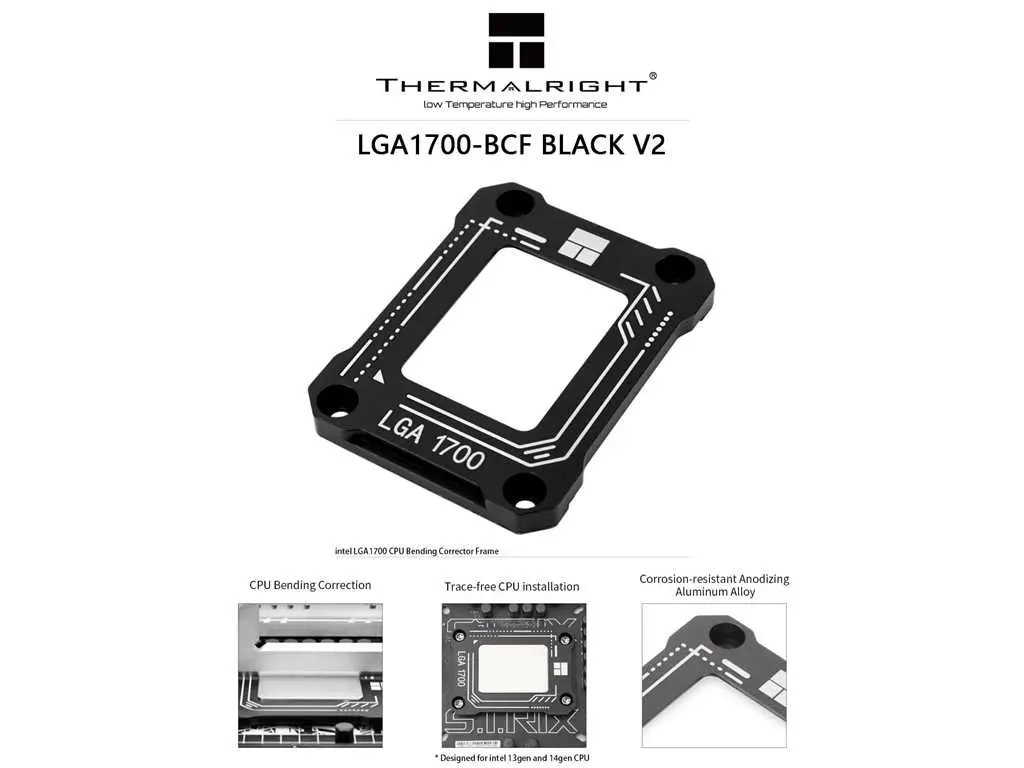 THERMALRIGHT®
low Temperature high Performance
LGA1700-BCF BLACK V2
LGA 1700
intel LGA1700 CPU Bending Corrector Frame
CPU Bending Correction
Trace-free CPU installation
Corrosion-resistant Anodizing
Aluminum Alloy
LGA 1700
STRIX
S.T.RIX
* Designed for intel 13gen and 14gen CPU